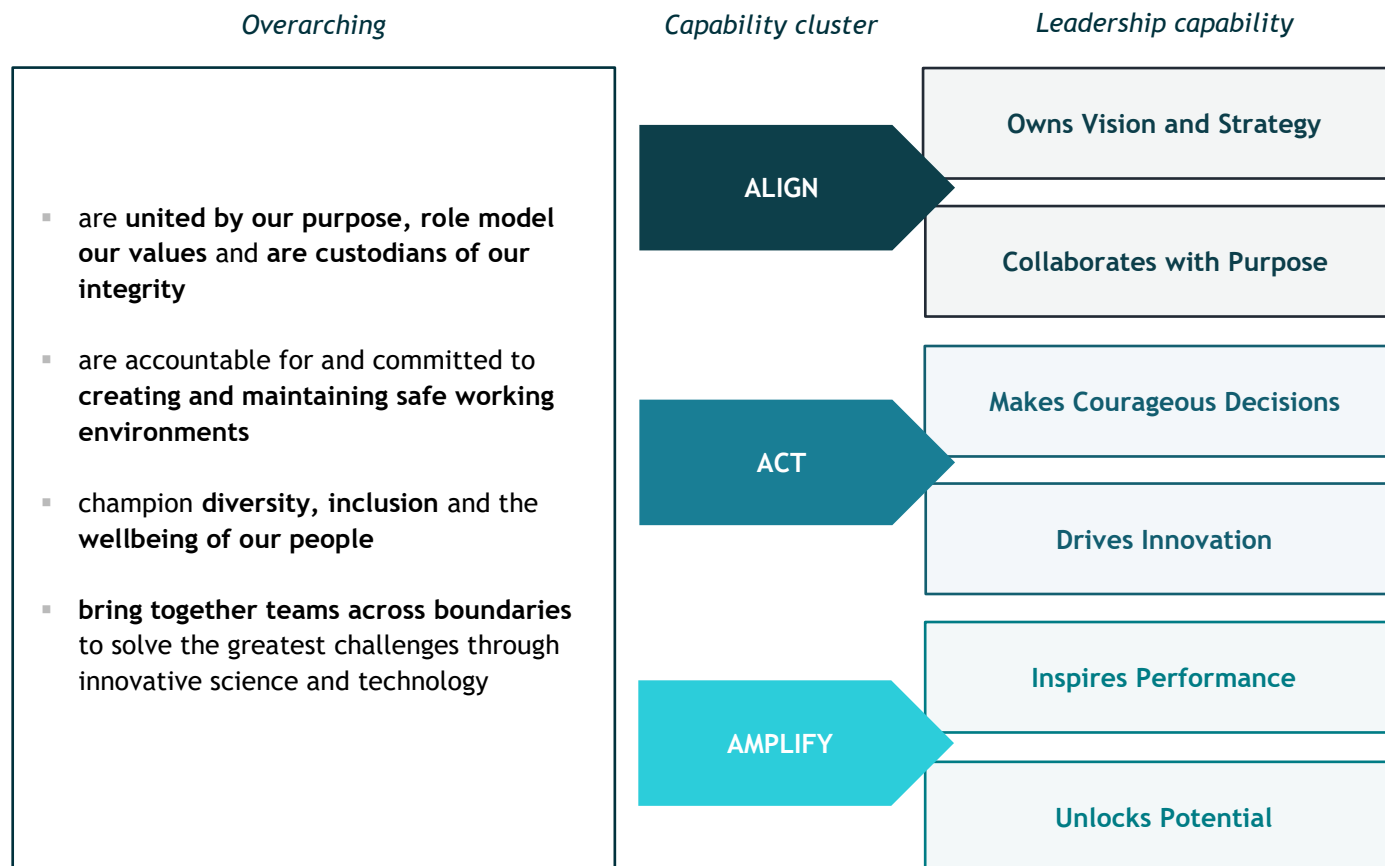 Overarching
Capability cluster
Leadership capability
▪ are united by our purpose, role model
our values and are custodians of our
integrity
▪ are accountable for and committed to
creating and maintaining safe working
environments
▪ champion diversity, inclusion and the
wellbeing of our people
▪ bring together teams across boundaries
to solve the greatest challenges through
innovative science and technology
ALIGN
Owns Vision and Strategy
Collaborates with Purpose
ACT
Makes Courageous Decisions
Drives Innovation
AMPLIFY
Inspires Performance
Unlocks Potential